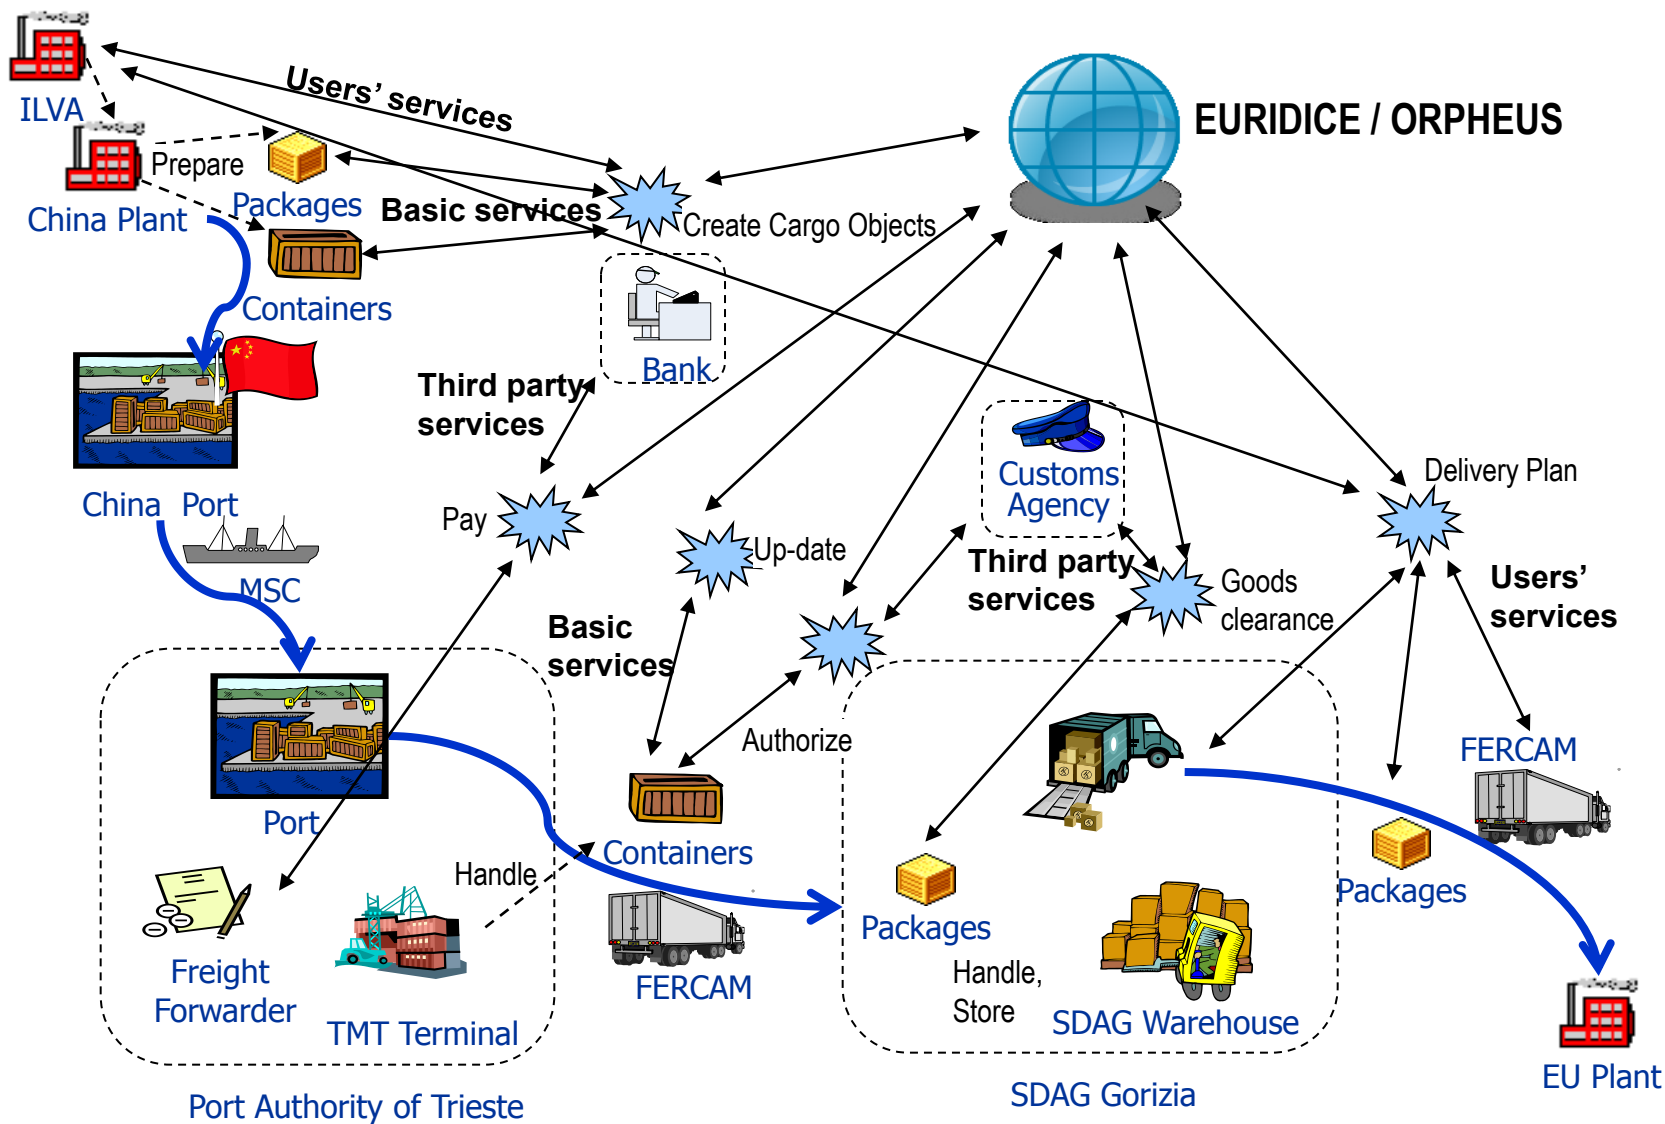 ILVA
Users’ services
EURIDICE / ORPHEUS
Prepare
China Plant
Packages
Basic services
Create Cargo Objects
Containers
Bank
Third party
services
Customs
Agency
Delivery Plan
China Port
Pay
Up-date
MSC
Third party
services
Goods
clearance
Users’
services
Basic
services
Authorize
FERCAM
Port
Handle
Containers
Packages
Packages
Freight
Forwarder
TMT Terminal
FERCAM
Handle,
Store
SDAG Warehouse
EU Plant
Port Authority of Trieste
SDAG Gorizia